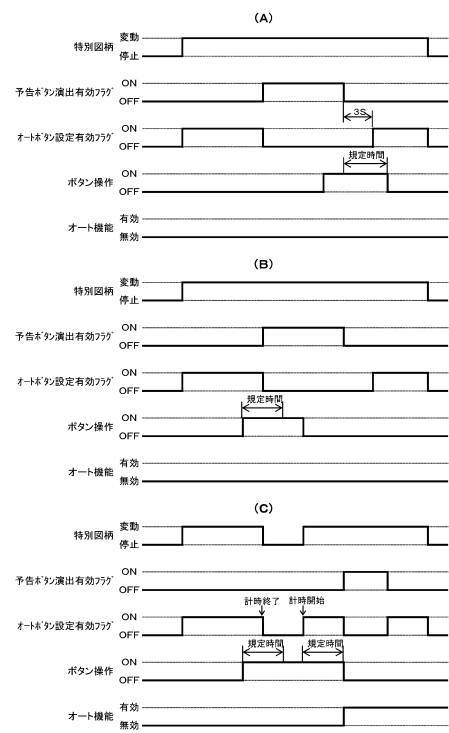 (A)
特別図柄
変動
停止
予告ボタン演出有効フラグ
ON
OFF
3S
オートボタン設定有効フラグ
ON
OFF
規定時間
ボタン操作
ON
OFF
オート機能
有効
無効
(B)
特別図柄
変動
停止
予告ボタン演出有効フラグ
ON
OFF
オートボタン設定有効フラグ
ON
OFF
規定時間
ボタン操作
ON
OFF
オート機能
有効
無効
(C)
特別図柄
変動
停止
予告ボタン演出有効フラグ
ON
OFF
計時終了 計時開始
オートボタン設定有効フラグ
ON
OFF
規定時間 規定時間
ボタン操作
ON
OFF
オート機能
有効
無効